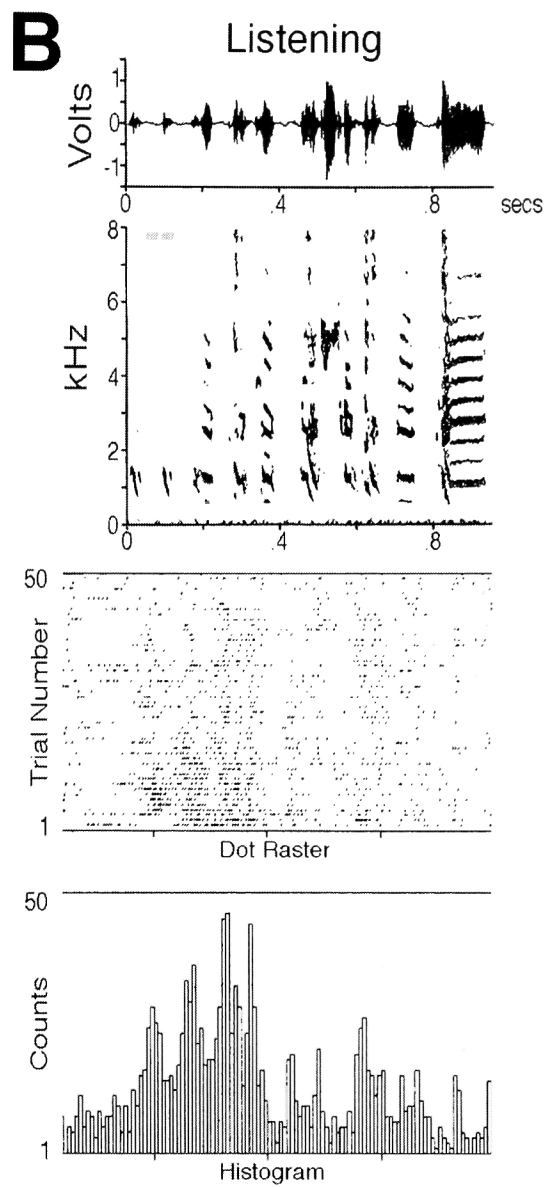 B
Listening
Volts
1
0
-1
0 .4 .8 secs
kHz
8
6
4
2
0
0 .4 .8
Trial Number
50
1
Dot Raster
Counts
50
1
Histogram